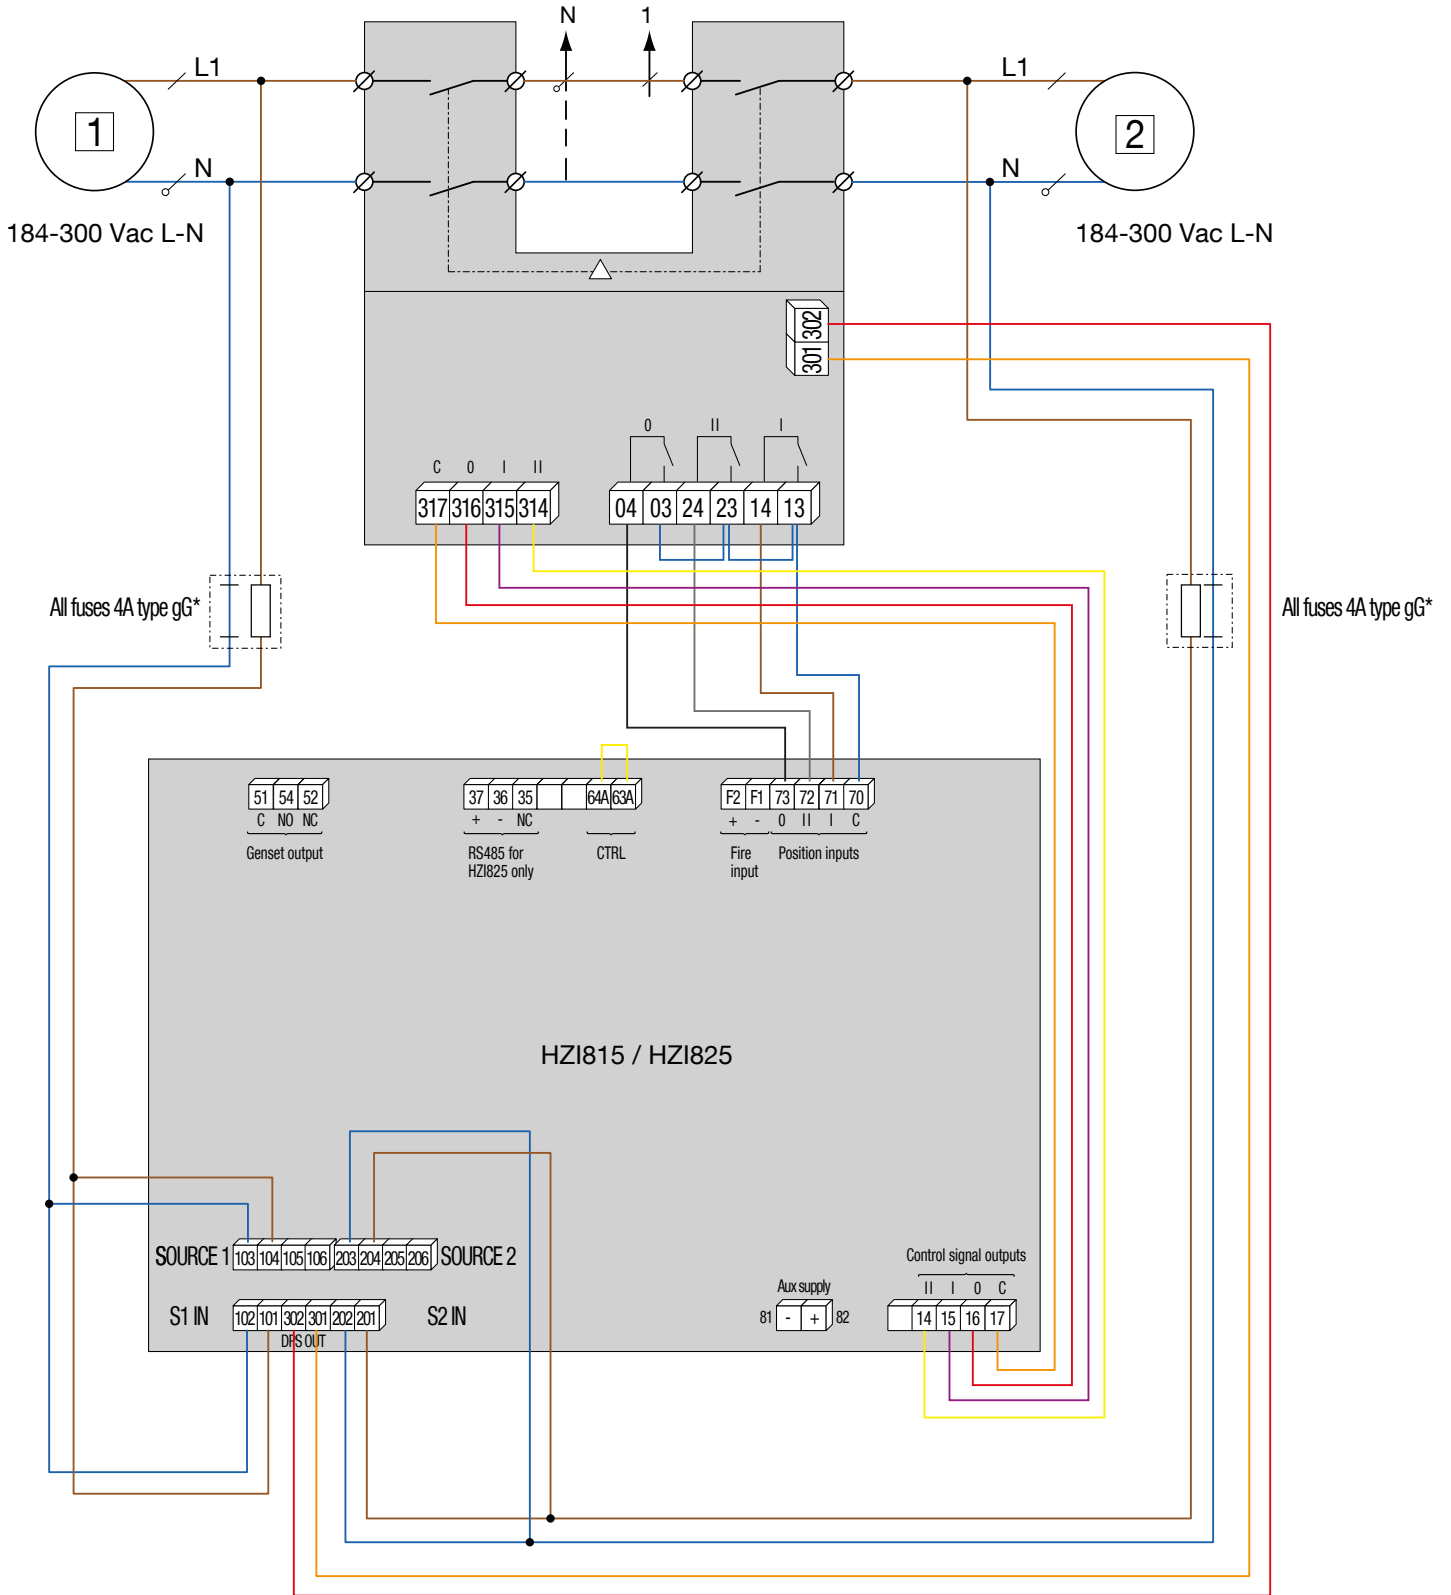 N 1
L1 L1
1 2
N N
184-300 Vac L-N 184-300 Vac L-N
302
301
0 II I
C 0 I II
317 316 315 314 04 03 24 23 14 13
All fuses 4A type gG* All fuses 4A type gG*
51 54 52 37 36 35 64A 63A F2 F1 73 72 71 70
C NO NC + - NC + - 0 II I C
Genset output RS485 for CTRL Fire Position inputs
HZI825 only input
HZI815 / HZI825
SOURCE 1 103 104 105 106 203 204 205 206 SOURCE 2 Control signal outputs
Aux supply II I 0 C
S1 IN 102 101 302 301 202 201 S2 IN 81 - + 82 14 15 16 17
DPS OUT